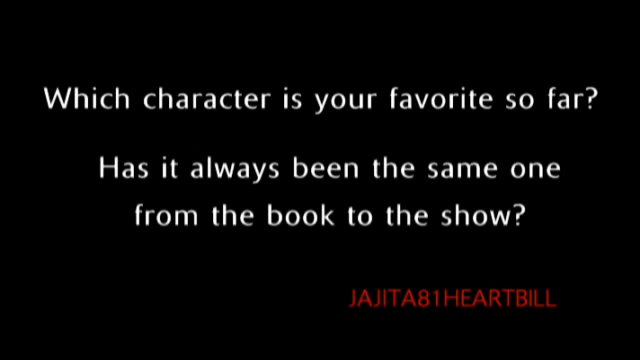 Which character is your favorite so far?
Has it always been the same one
from the book to the show?
JAJITA81HEARTBILL